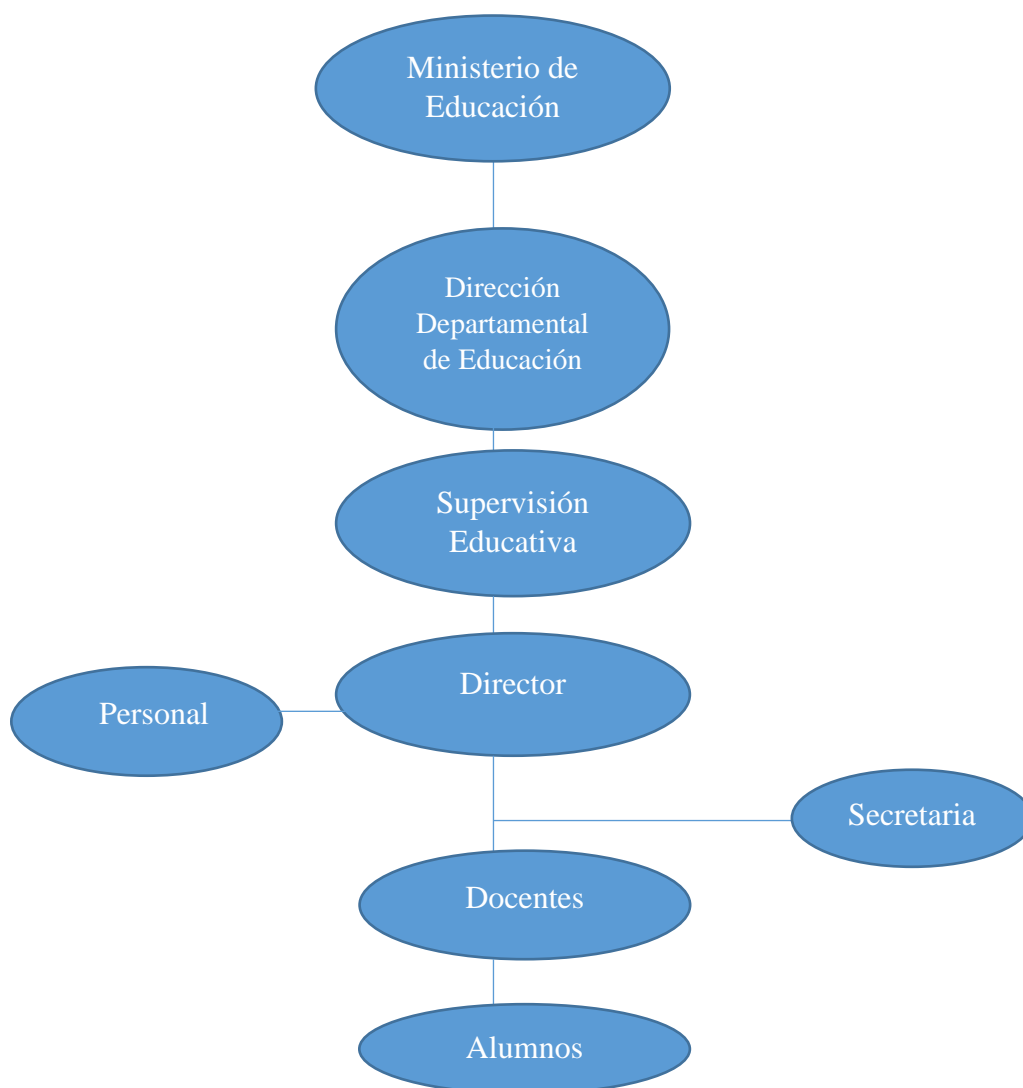 Ministerio de
Educación
Dirección
Departamental
de Educación
Supervisión
Educativa
Director
Personal
Secretaria
Docentes
Alumnos